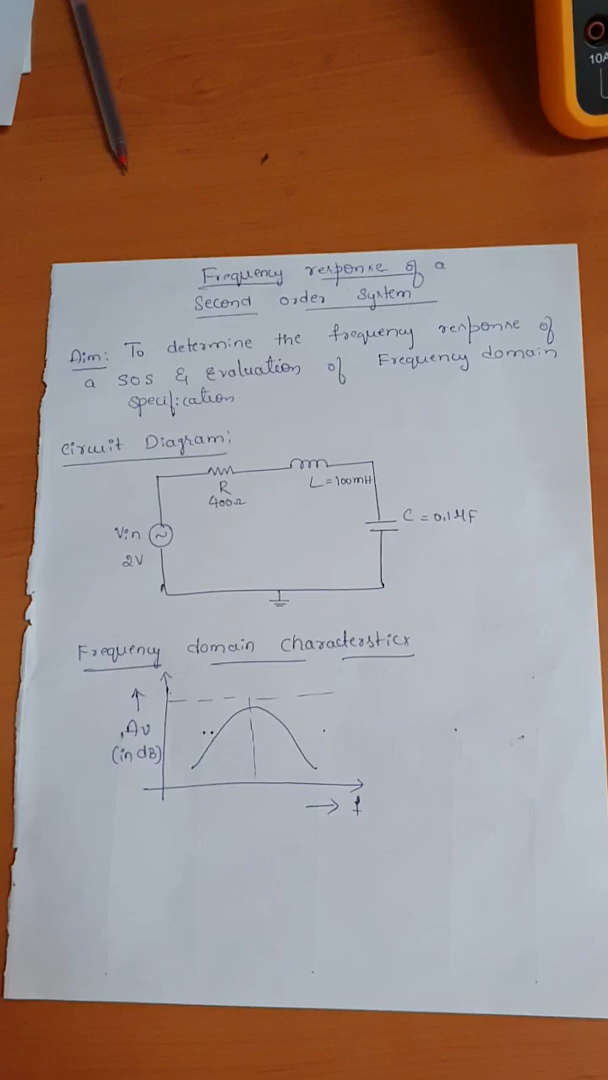 10A
Frequency response of a
Second order System
Aim: To determine the frequency response of
a SOS & Evaluation of Frequency domain
specification.
Circuit Diagram:
R
400Ω
L=100mH
C = 0.1μF
Vin
~
2V
Frequency domain characterstics
Av
(in dB)
f